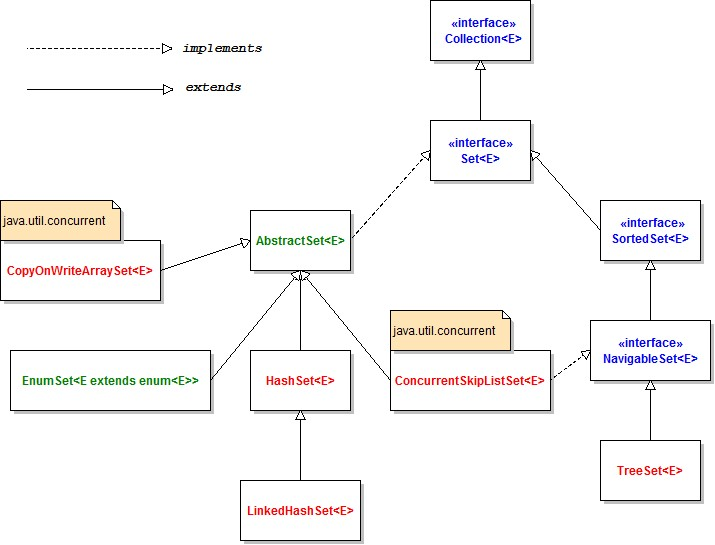 «interface»
Collection<E>
implements
extends
«interface»
Set<E>
java.util.concurrent
CopyOnWriteArraySet<E>
AbstractSet<E>
«interface»
SortedSet<E>
java.util.concurrent
«interface»
NavigableSet<E>
EnumSet<E extends enum<E>>
HashSet<E>
ConcurrentSkipListSet<E>
TreeSet<E>
LinkedHashSet<E>